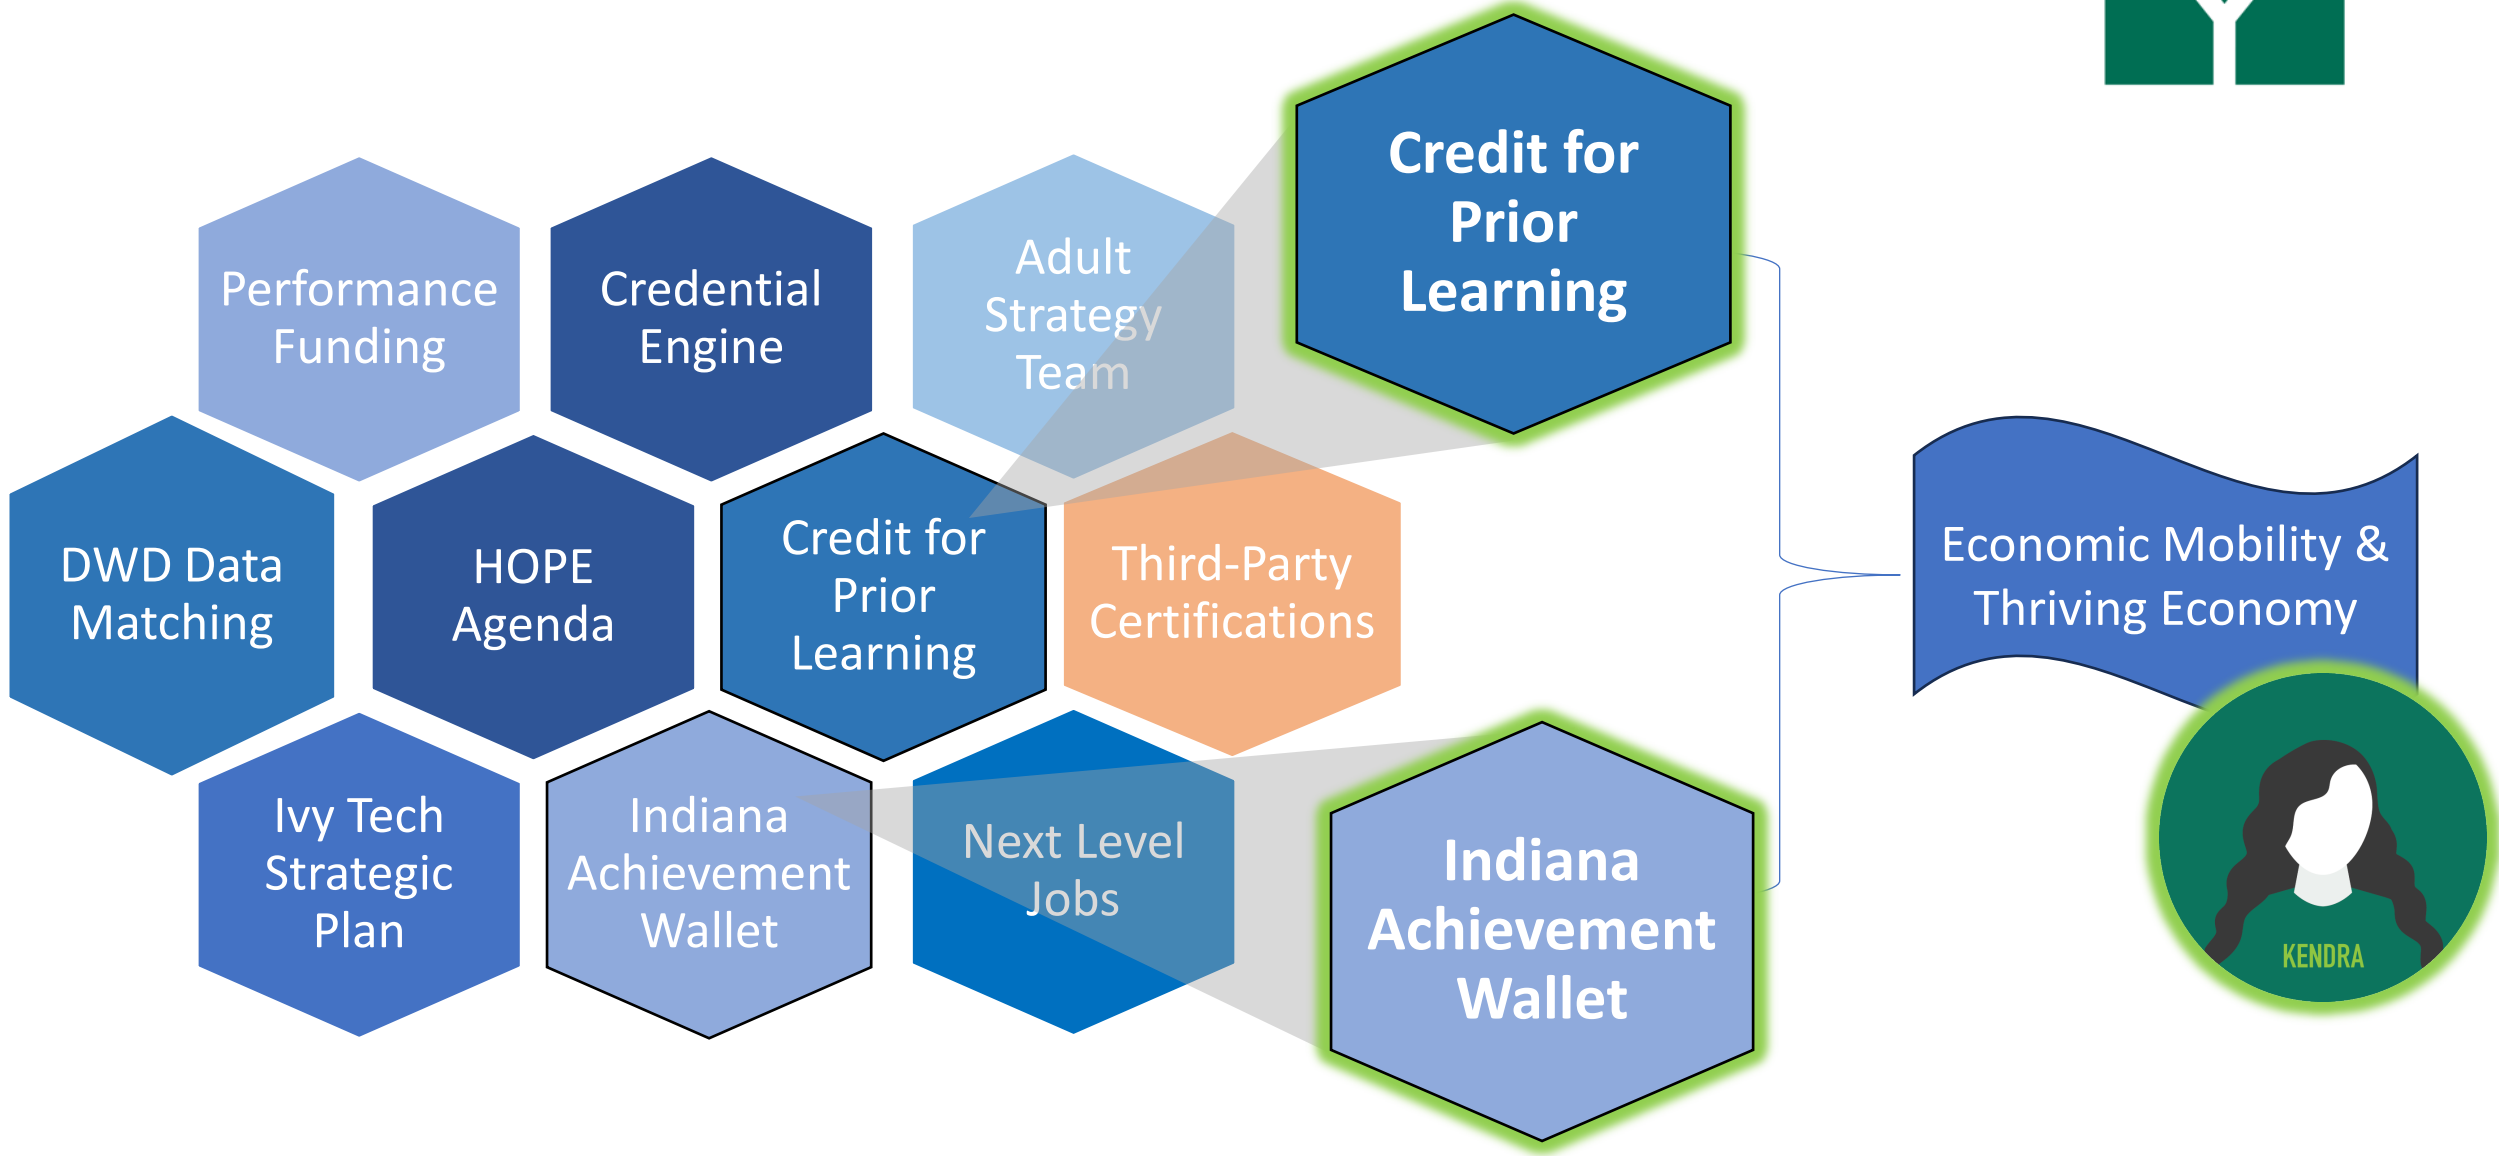 Performance
Funding
Credential
Engine
Adult
Strategy
Team
Credit for
Prior
Learning
DWD Data
Matching
HOPE
Agenda
Credit for
Prior
Learning
Third-Party
Certifications
Economic Mobility &
Thriving Economy
Ivy Tech
Strategic
Plan
Indiana
Achievement
Wallet
Next Level
Jobs
Indiana
Achievement
Wallet
KENDRA